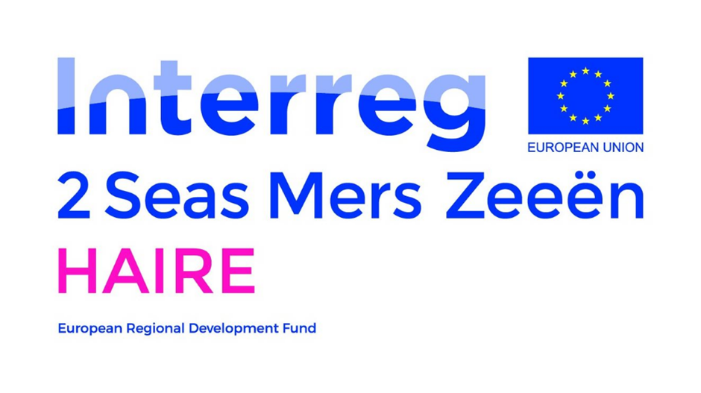 Interreg
EUROPEAN UNION
2 Seas Mers Zeeën
HAIRE
European Regional Development Fund